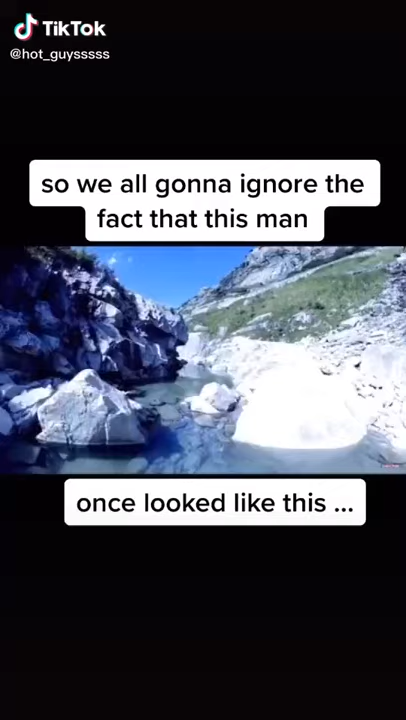 TikTok
@hot_guysssss
so we all gonna ignore the
fact that this man
once looked like this ...